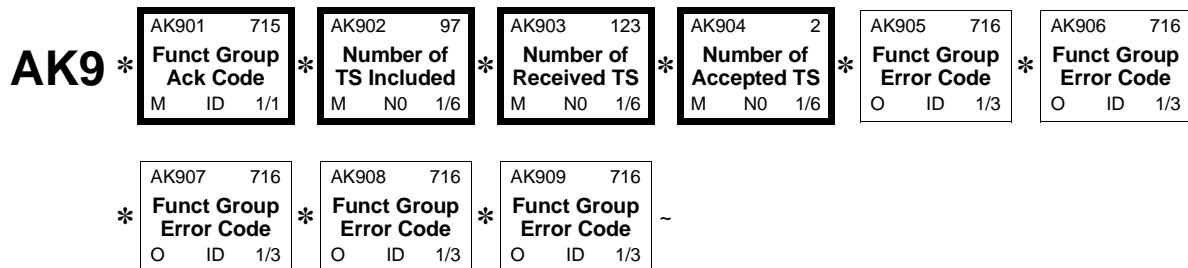 AK901 715 AK902 97 AK903 123 AK904 2 AK905 716 AK906 716
AK9 * Funct Group Ack Code * Number of TS Included * Number of Received TS * Number of Accepted TS * Funct Group Error Code * Funct Group Error Code
M ID 1/1 M N0 1/6 M N0 1/6 M N0 1/6 O ID 1/3 O ID 1/3
AK907 716 AK908 716 AK909 716
* Funct Group Error Code * Funct Group Error Code * Funct Group Error Code ~
O ID 1/3 O ID 1/3 O ID 1/3